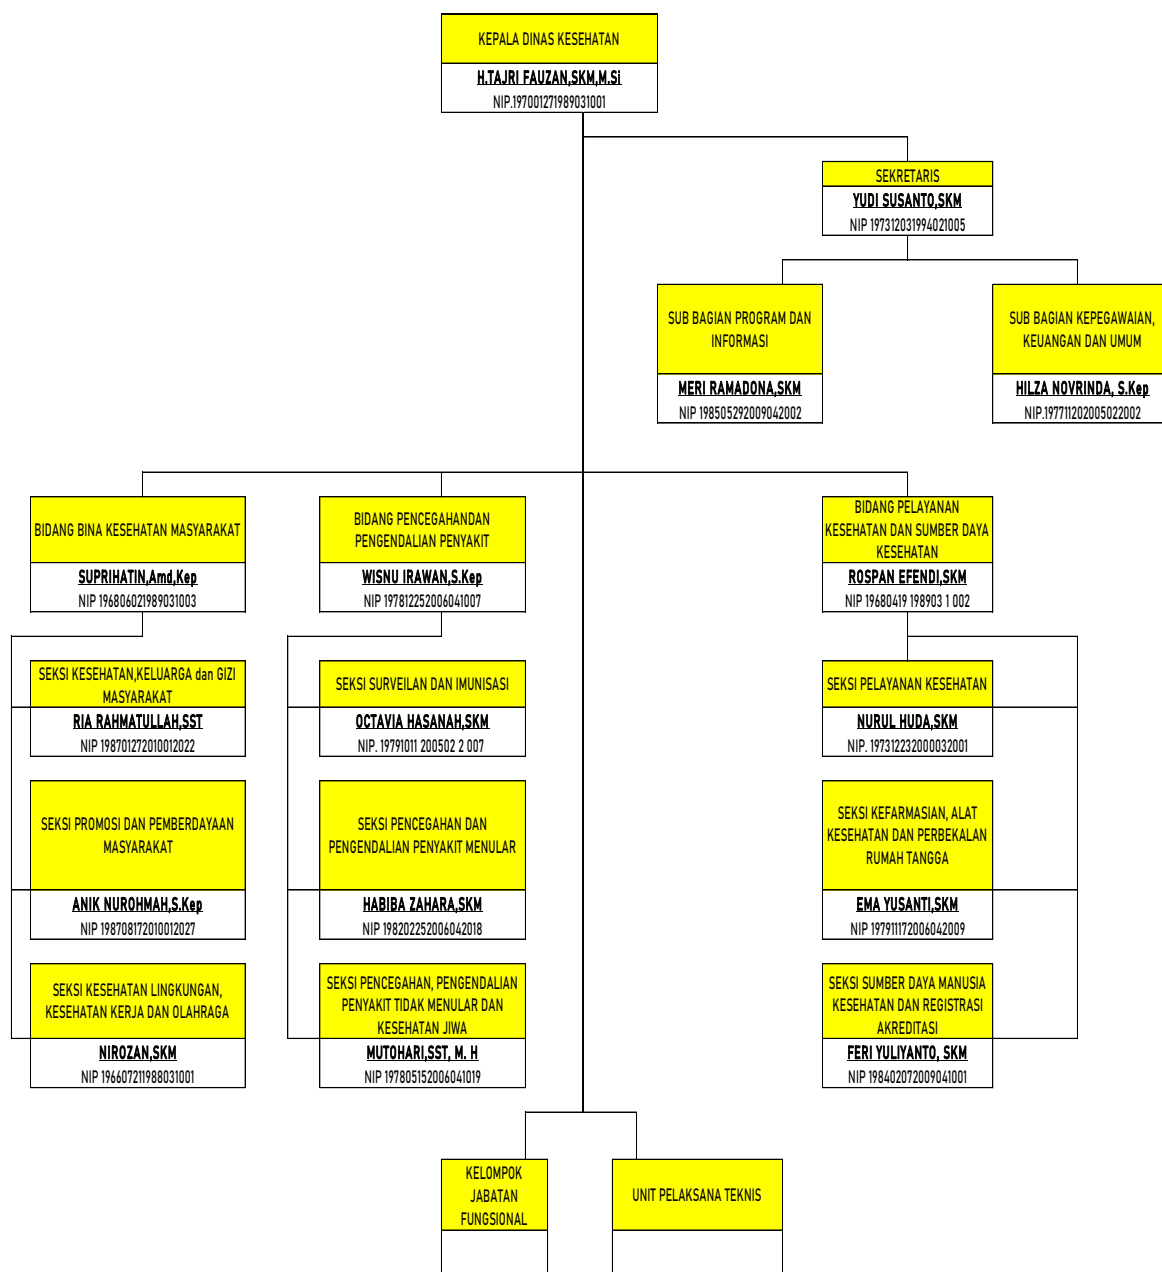 KEPALA DINAS KESEHATAN
H.TAJRI FAUZAN,SKM,M.Si
NIP.197001271989031001
SEKRETARIS
YUDI SUSANTO,SKM
NIP 197312031994021005
SUB BAGIAN PROGRAM DAN
INFORMASI
MERI RAMADONA,SKM
NIP 198505292009042002
SUB BAGIAN KEPEGAWAIAN,
KEUANGAN DAN UMUM
HILZA NOVRINDA, S.Kep
NIP.197711202005022002
BIDANG BINA KESEHATAN MASYARAKAT
SUPRIHATIN,Amd,Kep
NIP 196806021989031003
BIDANG PENCEGAHANDAN
PENGENDALIAN PENYAKIT
WISNU IRAWAN,S.Kep
NIP 197812252006041007
BIDANG PELAYANAN
KESEHATAN DAN SUMBER DAYA
KESEHATAN
ROSPAN EFENDI,SKM
NIP 19680419 198903 1 002
SEKSI KESEHATAN,KELUARGA dan GIZI
MASYARAKAT
RIA RAHMATULLAH,SST
NIP 198701272010012022
SEKSI SURVEILAN DAN IMUNISASI
OCTAVIA HASANAH,SKM
NIP. 19791011 200502 2 007
SEKSI PELAYANAN KESEHATAN
NURUL HUDA,SKM
NIP. 197312232000032001
SEKSI PROMOSI DAN PEMBERDAYAAN
MASYARAKAT
ANIK NUROHMAH,S.Kep
NIP 198708172010012027
SEKSI PENCEGAHAN DAN
PENGENDALIAN PENYAKIT MENULAR
HABIBA ZAHARA,SKM
NIP 198202252006042018
SEKSI KEFARMASIAN, ALAT
KESEHATAN DAN PERBEKALAN
RUMAH TANGGA
EMA YUSANTI,SKM
NIP 197911172006042009
SEKSI KESEHATAN LINGKUNGAN,
KESEHATAN KERJA DAN OLAHRAGA
NIROZAN,SKM
NIP 196607211988031001
SEKSI PENCEGAHAN, PENGENDALIAN
PENYAKIT TIDAK MENULAR DAN
KESEHATAN JIWA
MUTOHARI,SST, M. H
NIP 197805152006041019
SEKSI SUMBER DAYA MANUSIA
KESEHATAN DAN REGISTRASI
AKREDITASI
FERI YULIYANTO, SKM
NIP 198402072009041001
KELOMPOK
JABATAN
FUNGSIONAL
UNIT PELAKSANA TEKNIS